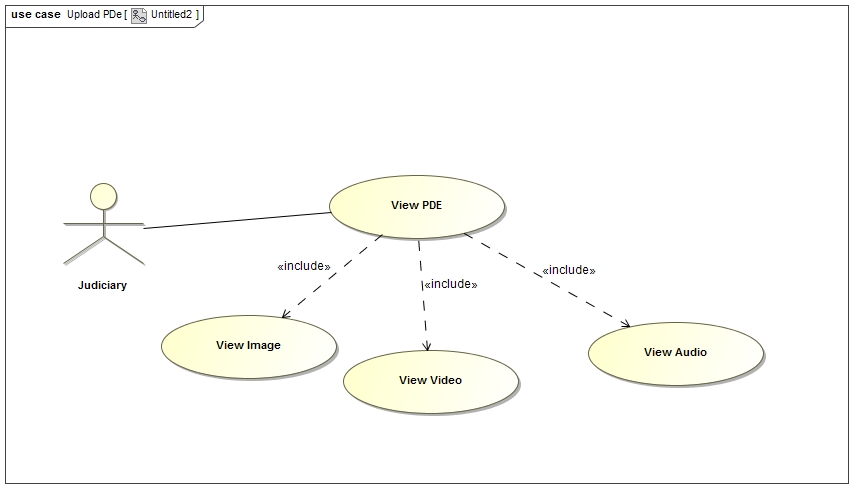 use case Upload PDe [ Untitled2 ]
View PDE
Judiciary
«include»
«include»
«include»
View Image
View Video
View Audio